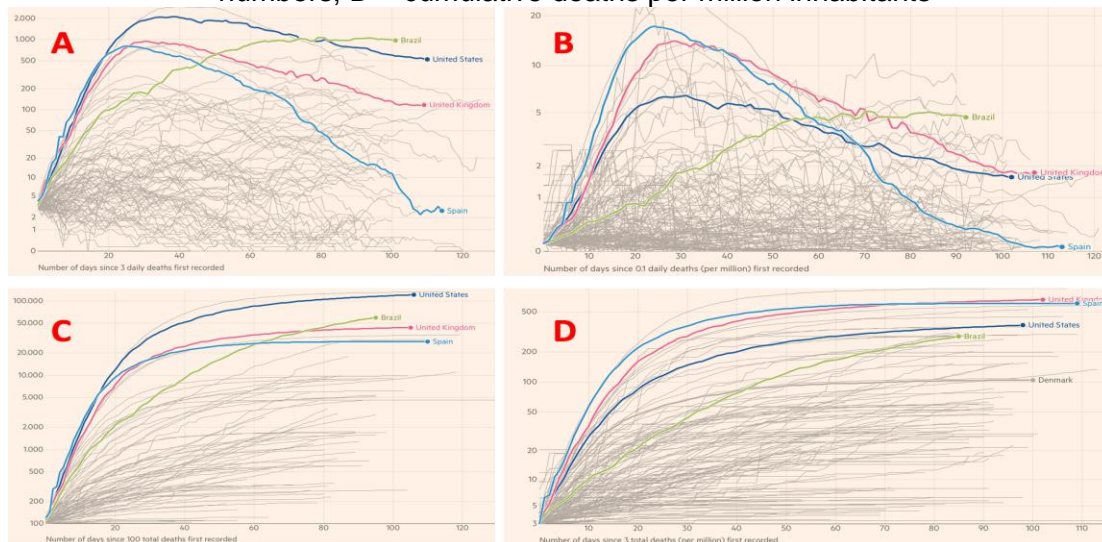 numbers; D – cumulative deaths per million inhabitants
A
2.000
1.000
500
200
100
50
20
10
5
2
1
0
Brazil
United States
United Kingdom
Spain
20
40
60
80
100
120
Number of days since 3 daily deaths first recorded
B
20
10
5
2
1
0
Brazil
United Kingdom
United States
Spain
10
20
30
40
50
60
70
80
90
100
110
120
Number of days since 0.1 daily deaths (per million) first recorded
C
100.000
50.000
20.000
10.000
5.000
2.000
1.000
500
200
100
United States
Brazil
United Kingdom
Spain
20
40
60
80
100
120
Number of days since 100 total deaths first recorded
D
500
200
100
50
20
10
5
3
United Kingdo
Spain
United States
Brazil
Denmark
10
20
30
40
50
60
70
80
90
100
110
Number of days since 3 total deaths (per million) first recorded